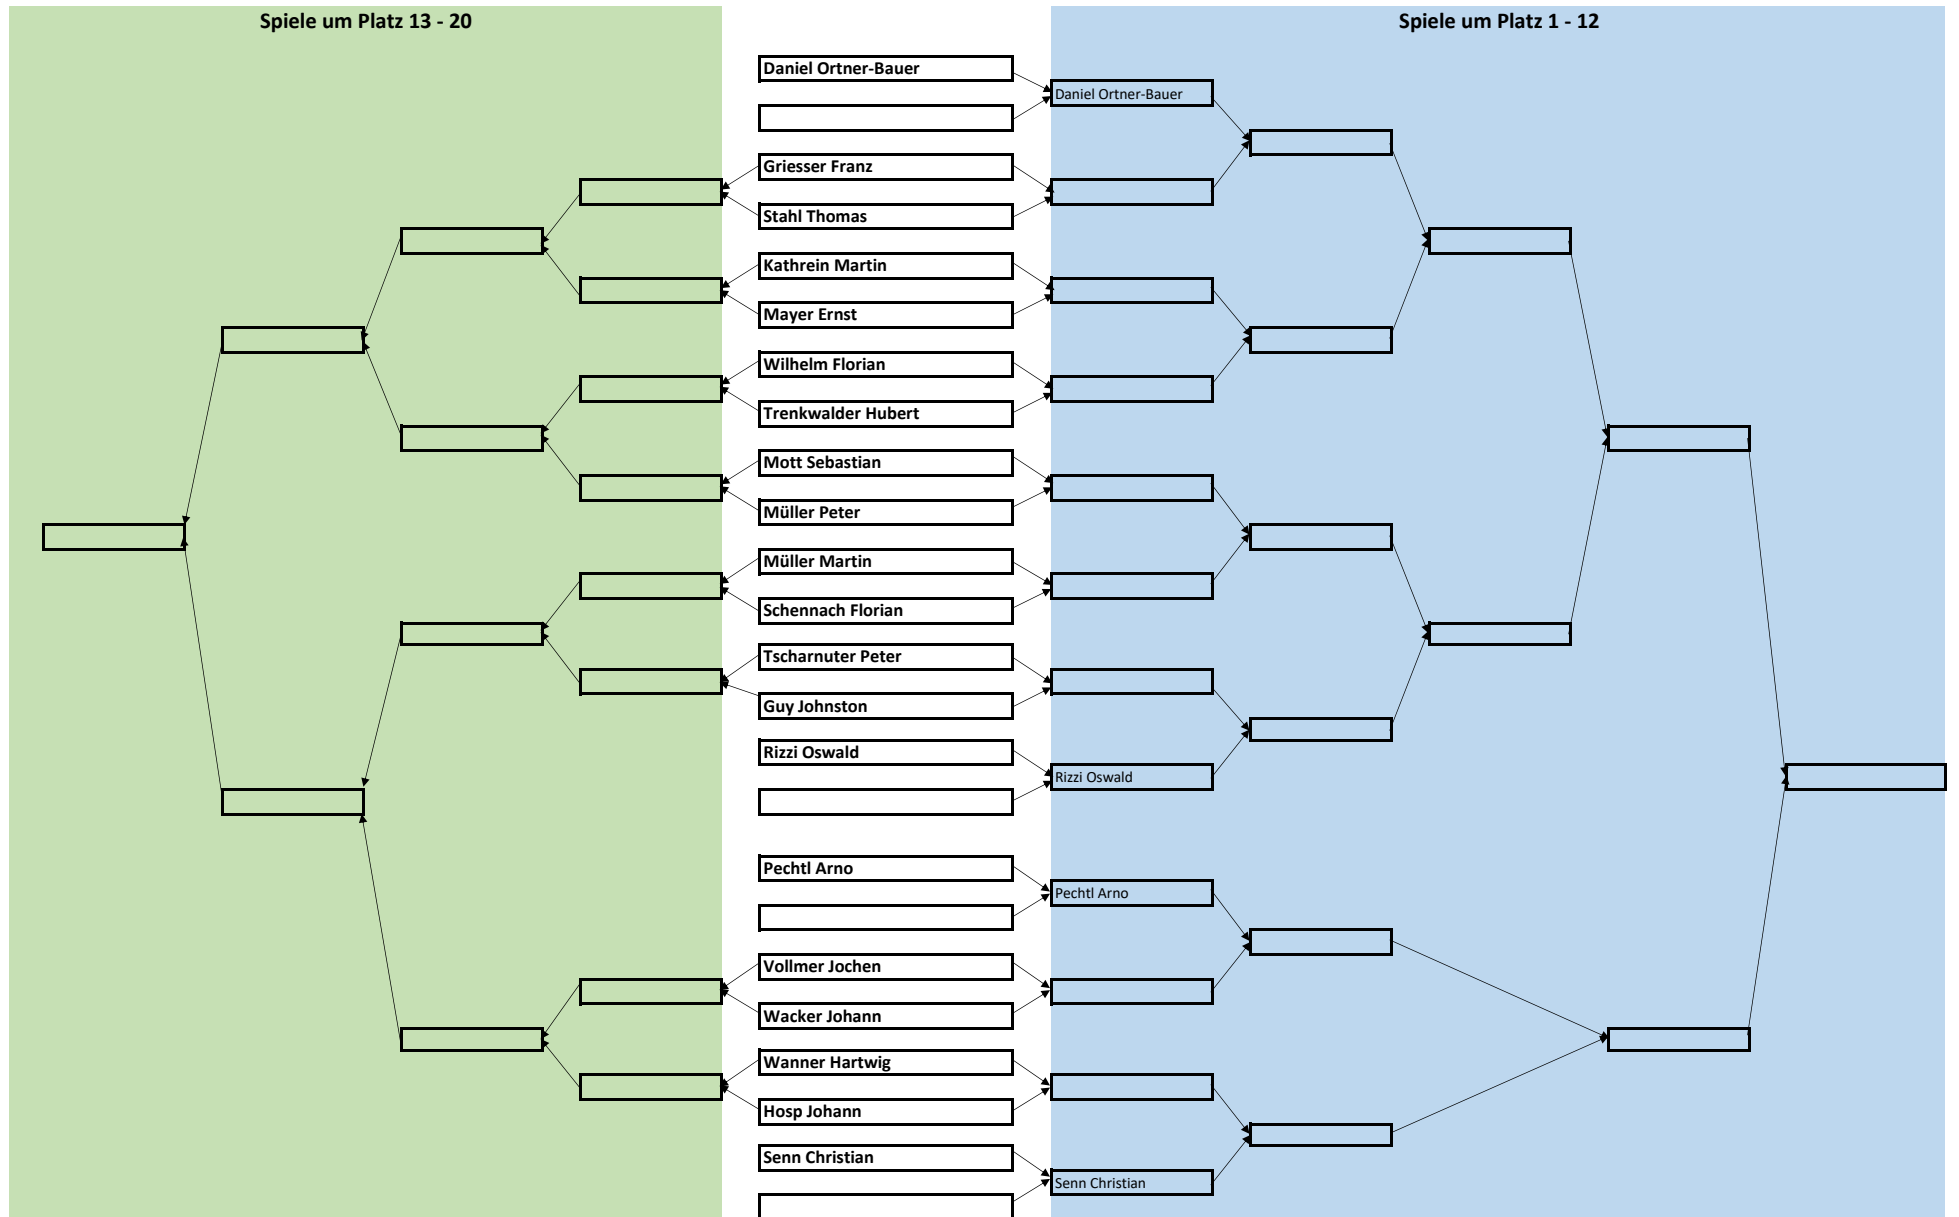 Spiele um Platz 13 - 20
Spiele um Platz 1 - 12
Daniel Ortner-Bauer
Daniel Ortner-Bauer
Griesser Franz
Stahl Thomas
Kathrein Martin
Mayer Ernst
Wilhelm Florian
Trenkwalder Hubert
Mott Sebastian
Müller Peter
Müller Martin
Schennach Florian
Tscharnuter Peter
Guy Johnston
Rizzi Oswald
Rizzi Oswald
Pechtl Arno
Pechtl Arno
Vollmer Jochen
Wacker Johann
Wanner Hartwig
Hosp Johann
Senn Christian
Senn Christian